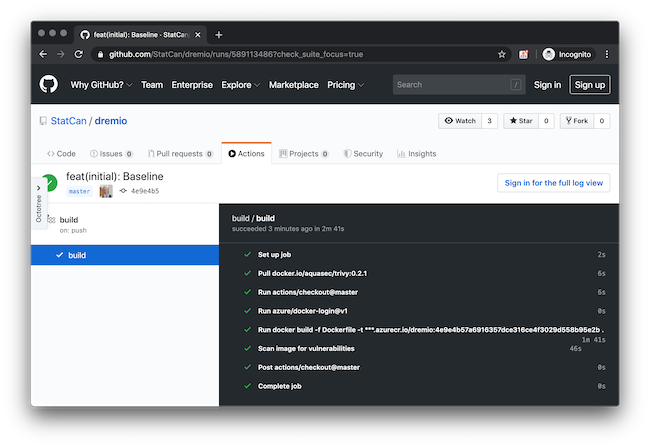 feat(initial): Baseline · StatCan/
github.com/StatCan/dremio/runs/589113486?check_suite_focus=true
Incognito
Why GitHub? Team Enterprise Explore Marketplace Pricing
Search /
Sign in Sign up
StatCan / dremio
Watch 3 Star 0 Fork 0
Code Issues 0 Pull requests 0 Actions Projects 0 Security Insights
feat(initial): Baseline
master 4e9e4b5
Sign in for the full log view
Octotree
build
on: push
build
build / build
succeeded 3 minutes ago in 2m 41s
Set up job 2s
Pull docker.io/aquasec/trivy:0.2.1 6s
Run actions/checkout@master 6s
Run azure/docker-login@v1 0s
Run docker build -f Dockerfile -t ***.azurecr.io/dremio:4e9e4b57a6916357dce316ce4f3029d558b95e2b .
1m 41s
Scan image for vulnerabilities 46s
Post actions/checkout@master 0s
Complete job 0s